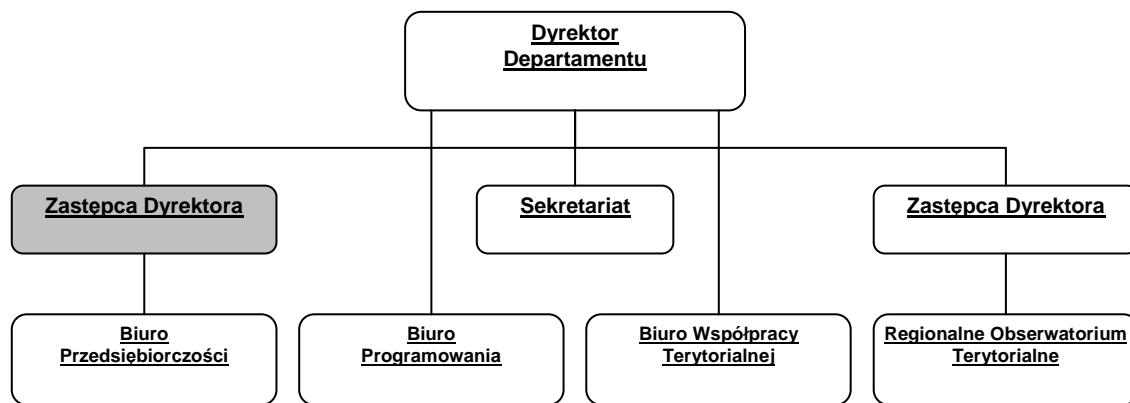 Dyrektor
Departamentu
Zastępca Dyrektora
Sekretariat
Zastępca Dyrektora
Biuro
Przedsiębiorczości
Biuro
Programowania
Biuro Współpracy
Terytorialnej
Regionalne Obserwatorium
Terytorialne